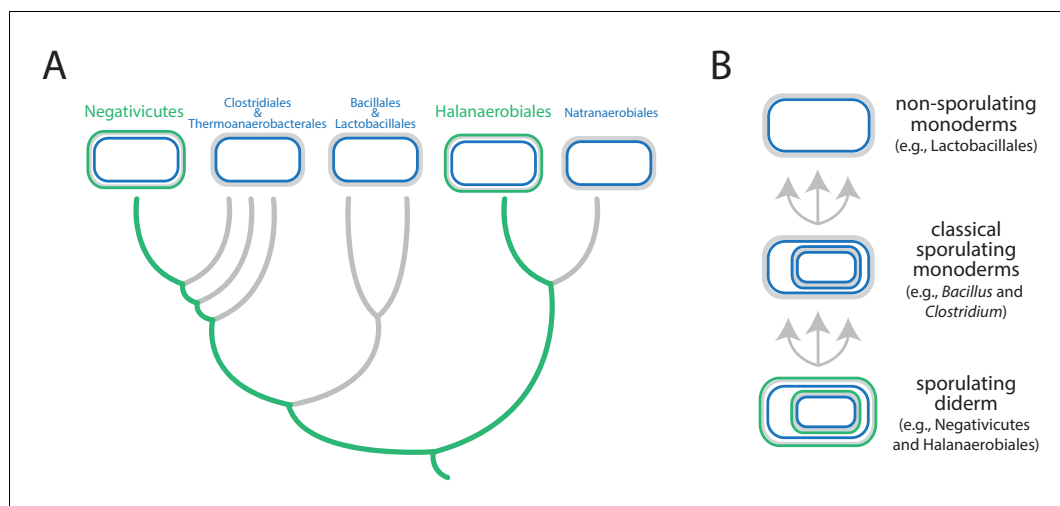 A
B
Negativicutes
Clostridiales
&
Thermoanaerobacterales
Bacillales
&
Lactobacillales
Halanaerobiales
Natranaerobiales
non-sporulating
monoderms
(e.g., Lactobacillales)
classical
sporulating
monoderms
(e.g., Bacillus and
Clostridium)
sporulating
diderm
(e.g., Negativicutes
and Halanaerobiales)